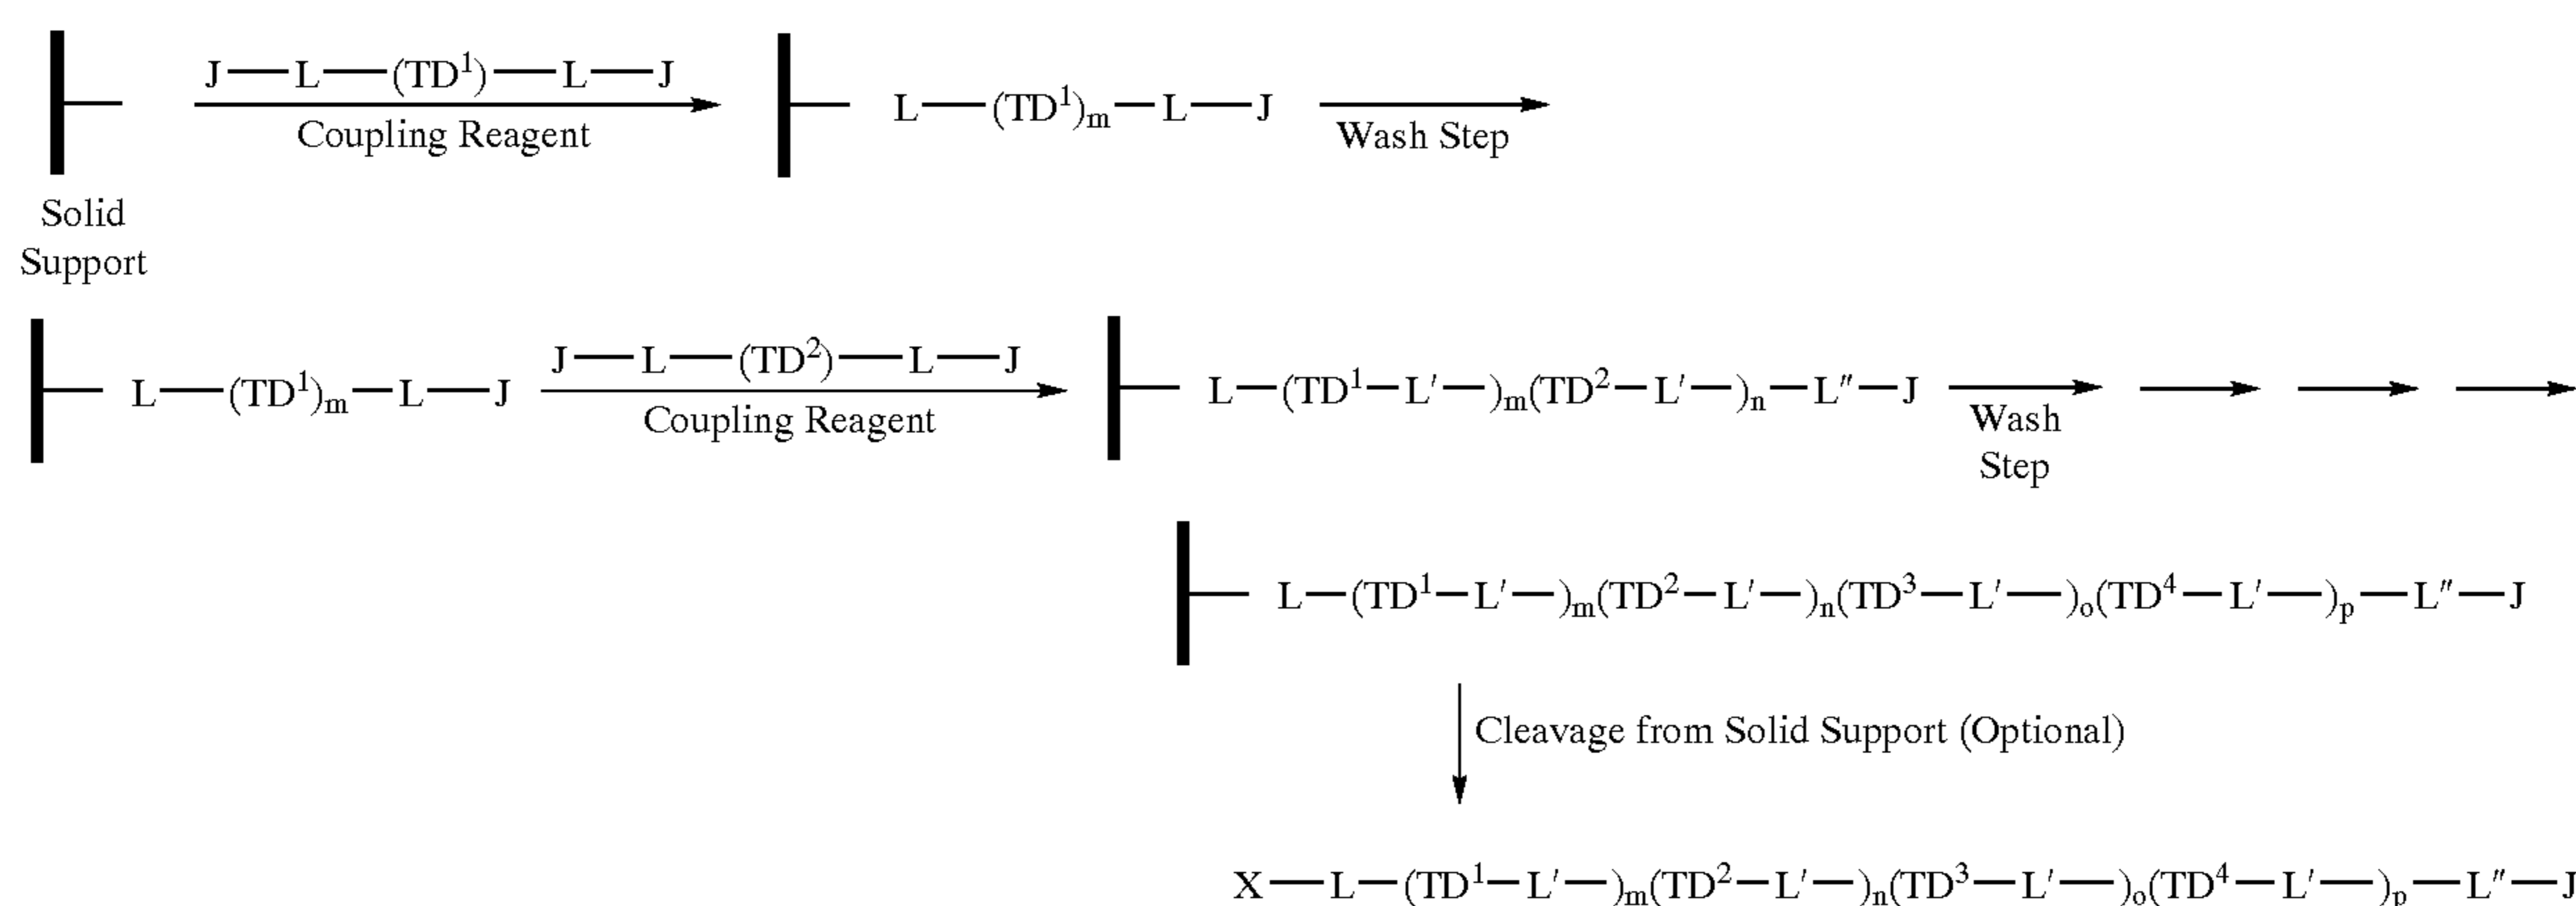 J—L—(TD¹)—L—J
Coupling Reagent
L—(TD¹)ₘ—L—J
Wash Step
Solid
Support
L—(TD¹)ₘ—L—J
J—L—(TD²)—L—J
Coupling Reagent
L—(TD¹—L′—)ₘ(TD²—L′—)ₙ—L″—J
Wash
Step
L—(TD¹—L′—)ₘ(TD²—L′—)ₙ(TD³—L′—)ₒ(TD⁴—L′—)ₚ—L″—J
Cleavage from Solid Support (Optional)
X—L—(TD¹—L′—)ₘ(TD²—L′—)ₙ(TD³—L′—)ₒ(TD⁴—L′—)ₚ—L″—J